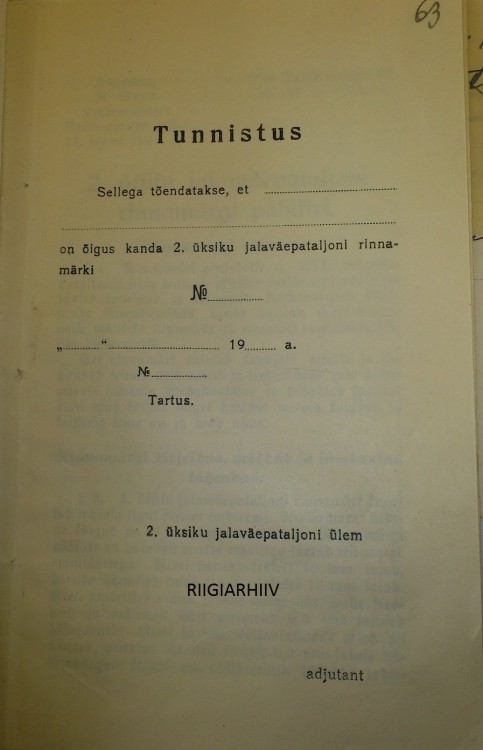 63
Tunnistus
Sellega tõendatakse, et
on õigus kanda 2. üksiku jalaväepataljoni rinna-
märki
№
„ “ 19 a.
№
Tartus.
2. üksiku jalaväepataljoni ülem
RIIGIARHIIV
adjutant